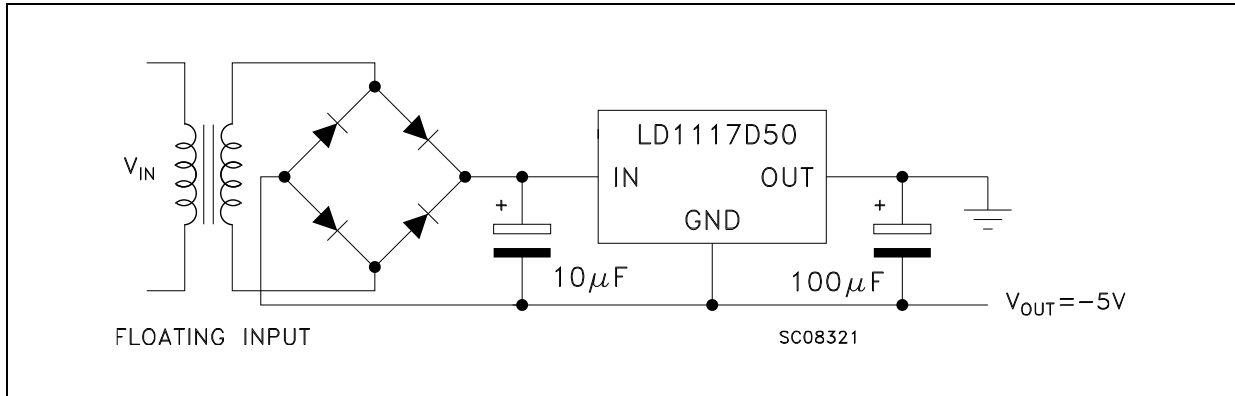 LD1117D50
V_IN
IN
OUT
+
+
GND
10μF
100μF
V_OUT=-5V
FLOATING INPUT
SC08321